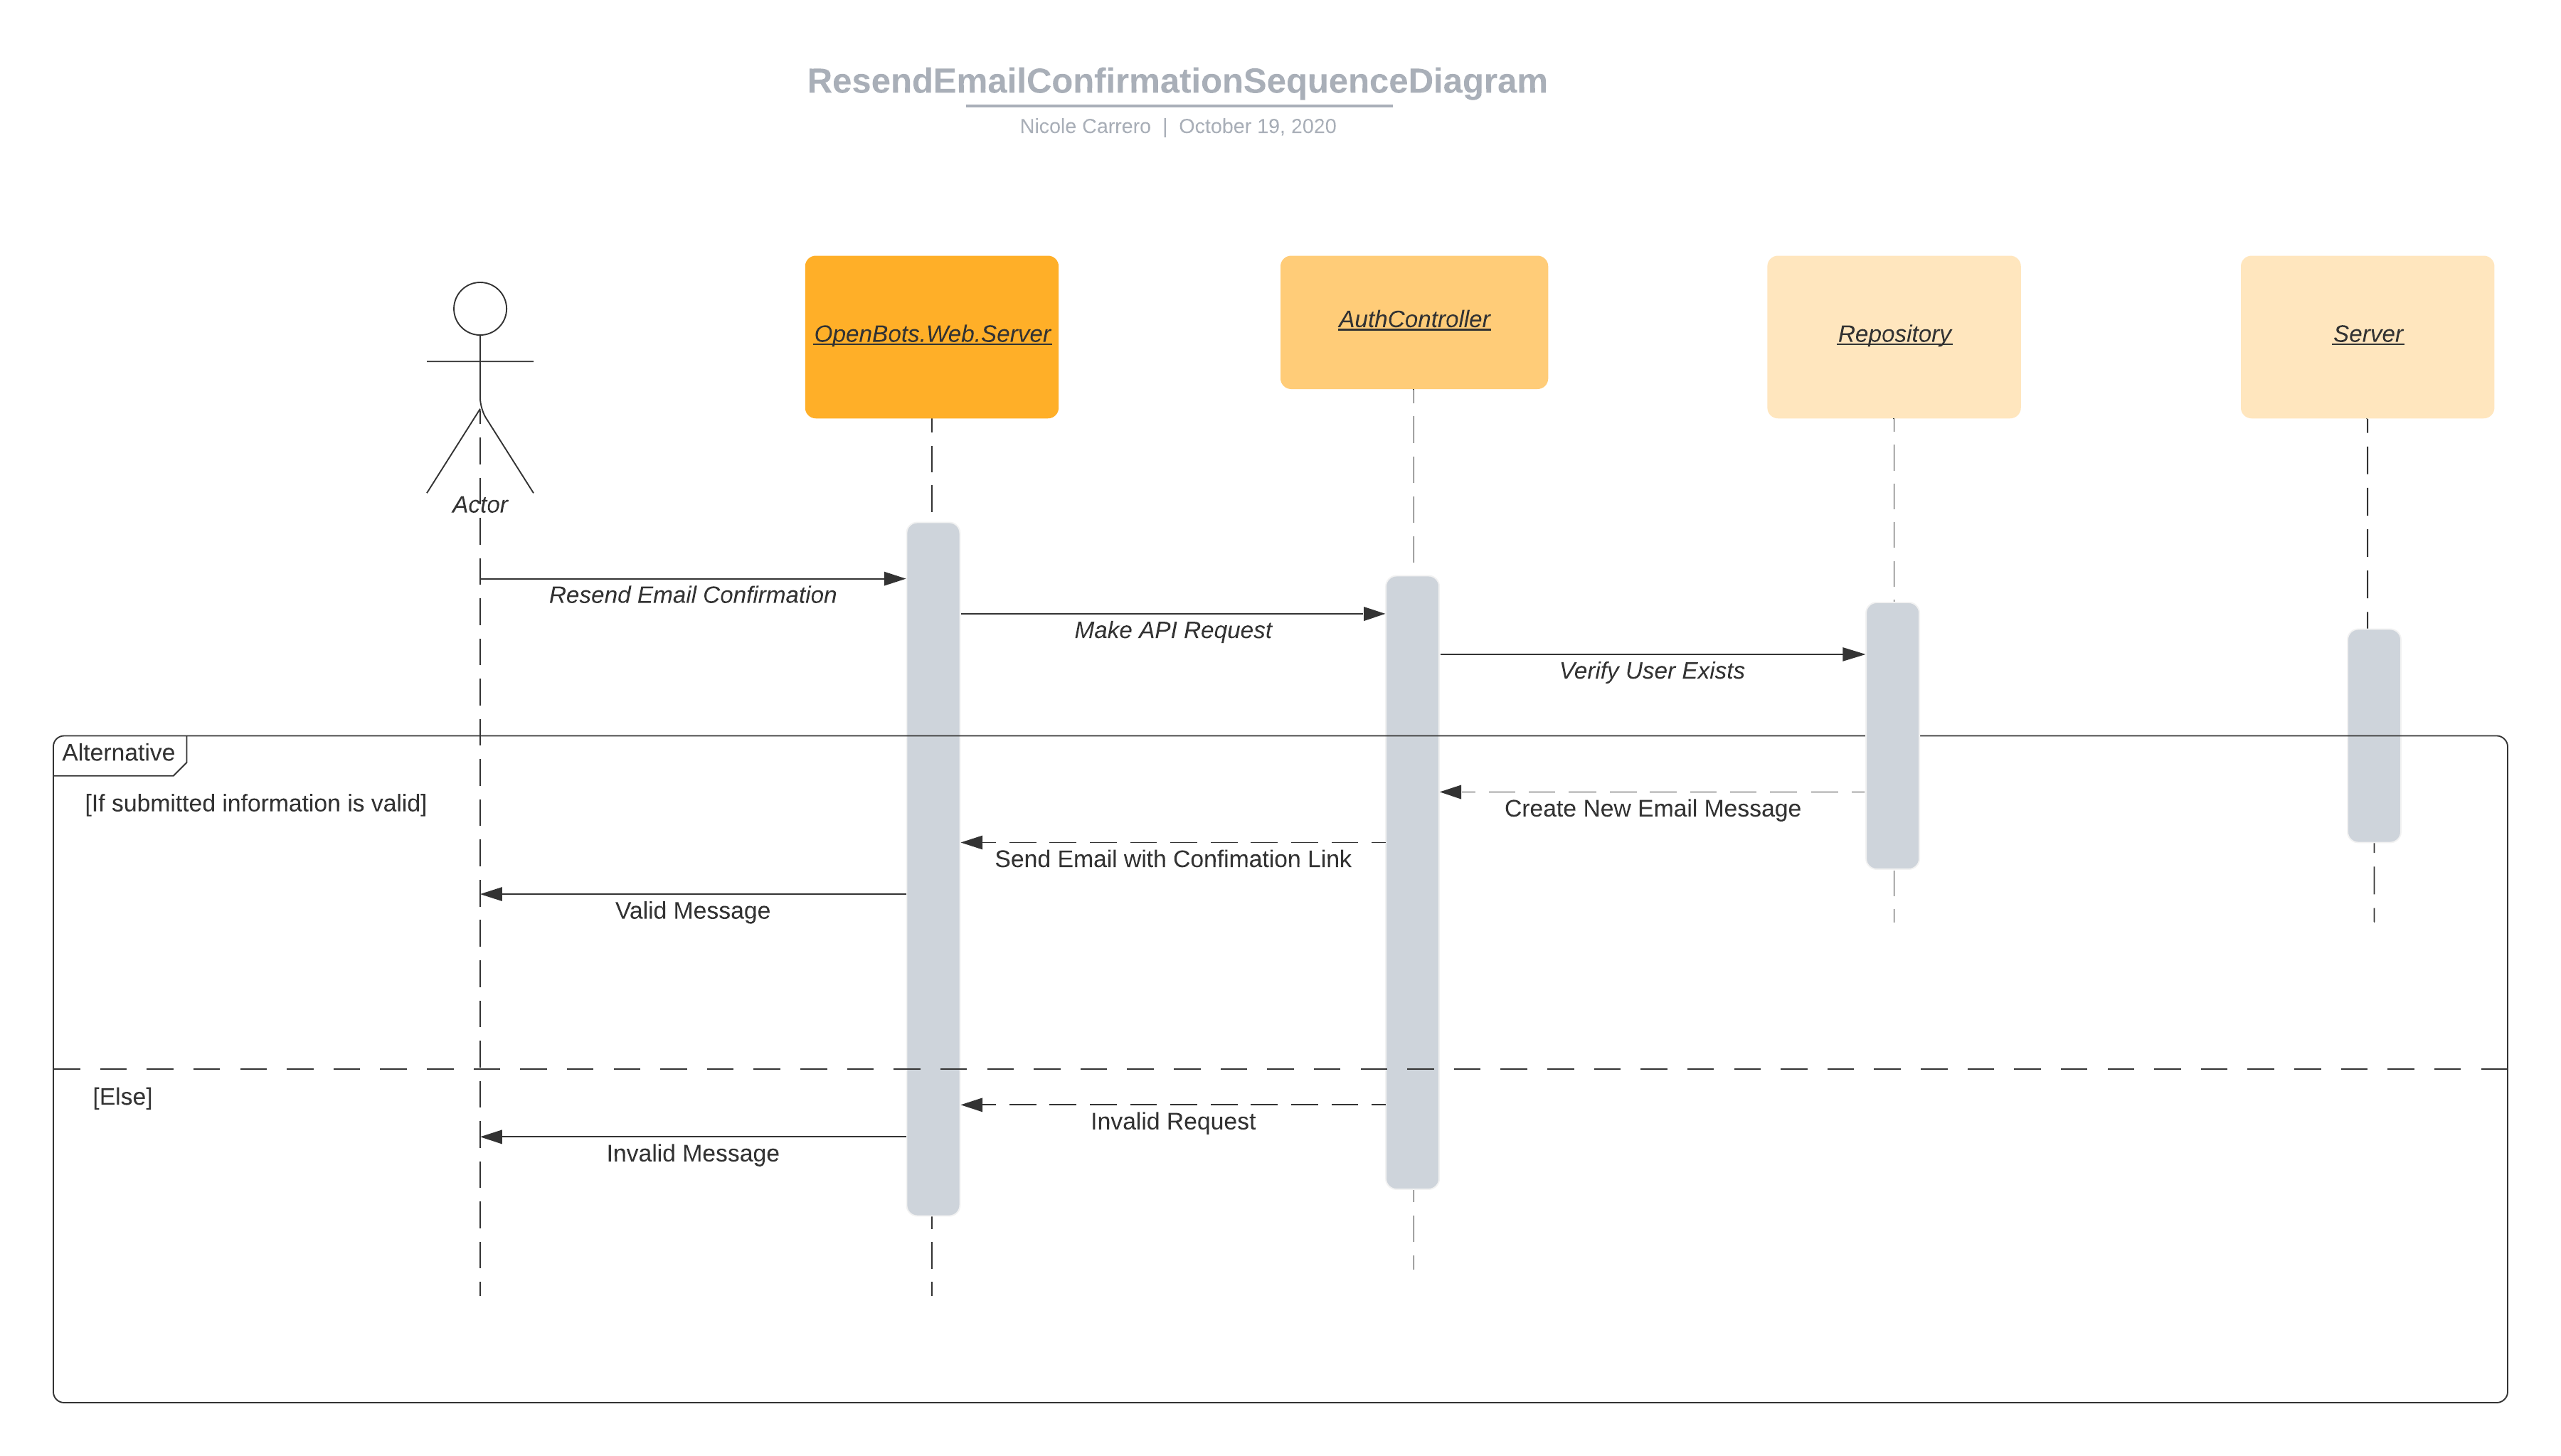 ResendEmailConfirmationSequenceDiagram
Nicole Carrero | October 19, 2020
OpenBots.Web.Server
AuthController
Repository
Server
Actor
Resend Email Confirmation
Make API Request
Verify User Exists
Alternative
[If submitted information is valid]
Create New Email Message
Send Email with Confimation Link
Valid Message
[Else]
Invalid Request
Invalid Message